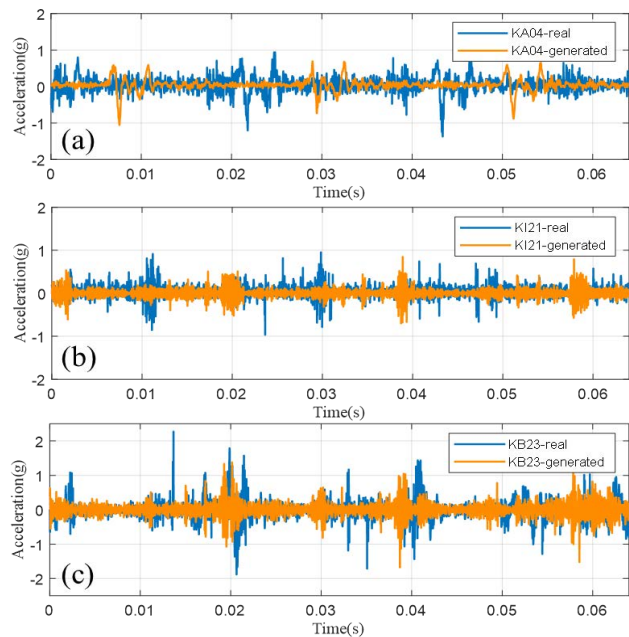 2
1
0
-1
-2
Acceleration(g)
KA04-real
KA04-generated
(a)
0 0.01 0.02 0.03 0.04 0.05 0.06
Time(s)
2
1
0
-1
-2
Acceleration(g)
KI21-real
KI21-generated
(b)
0 0.01 0.02 0.03 0.04 0.05 0.06
Time(s)
2
1
0
-1
-2
Acceleration(g)
KB23-real
KB23-generated
(c)
0 0.01 0.02 0.03 0.04 0.05 0.06
Time(s)